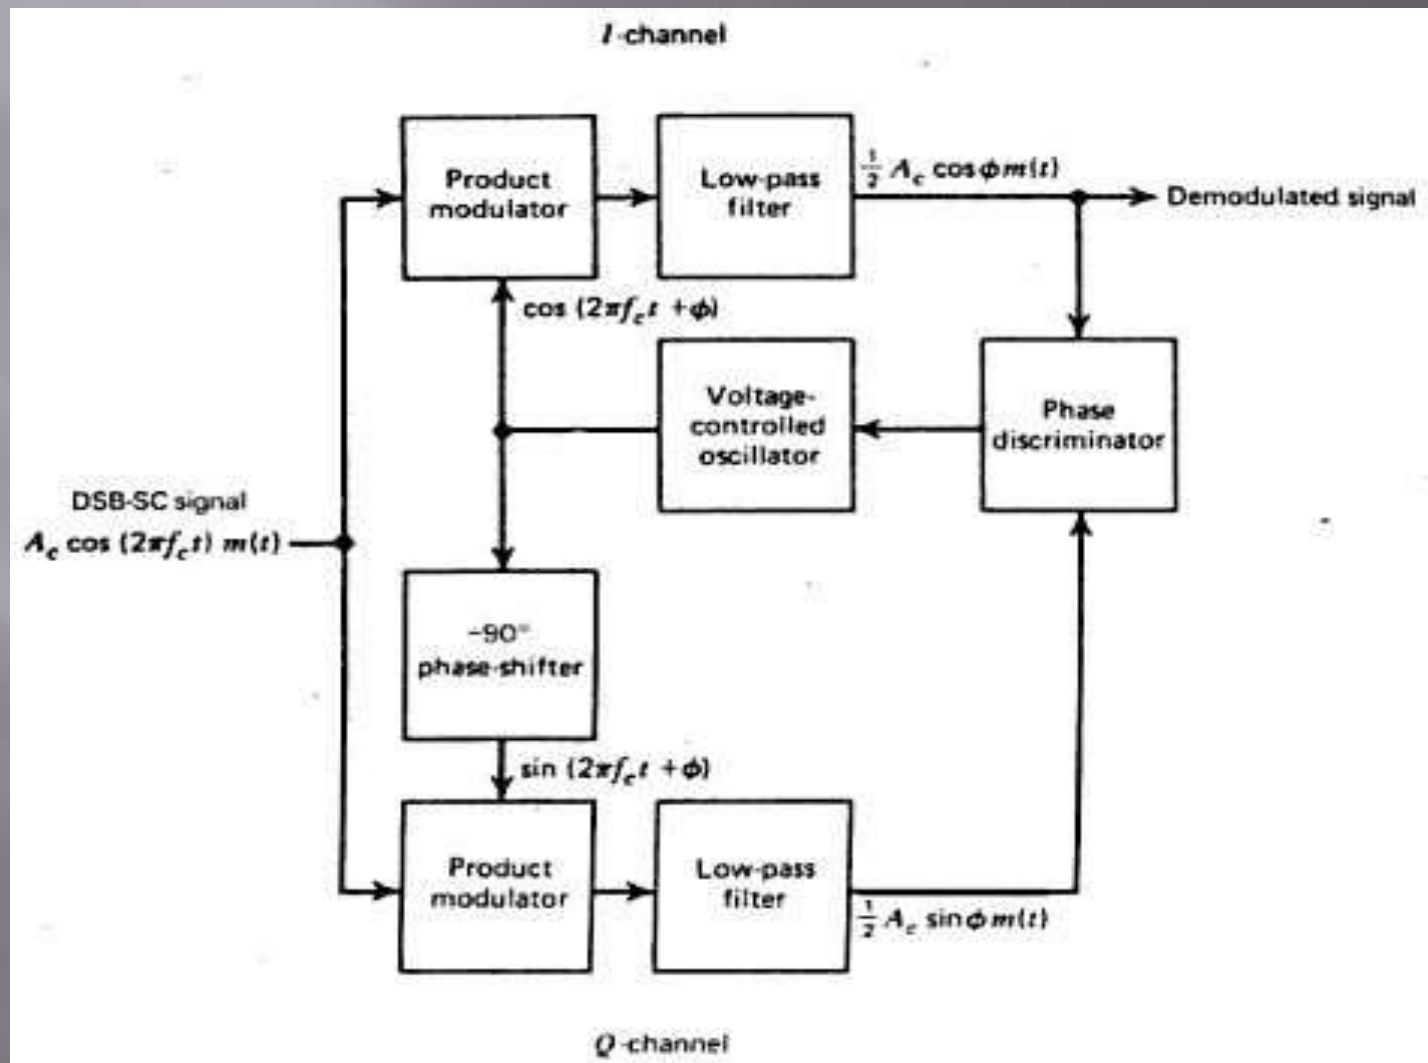 I-channel
Product
modulator
Low-pass
filter
½ A_c cos ϕ m(t)
Demodulated signal
cos (2πf_c t + ϕ)
Voltage-
controlled
oscillator
Phase
discriminator
DSB-SC signal
A_c cos (2πf_c t) m(t)
-90°
phase-shifter
sin (2πf_c t + ϕ)
Product
modulator
Low-pass
filter
½ A_c sin ϕ m(t)
Q-channel